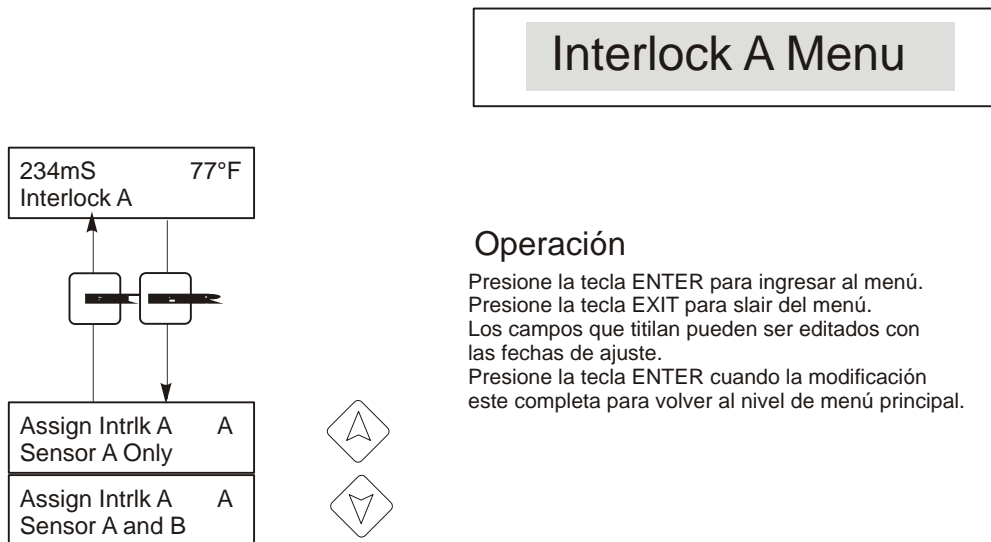 Interlock A Menu
234mS 77°F
Interlock A
Operación
Presione la tecla ENTER para ingresar al menú.
Presione la tecla EXIT para slair del menú.
Los campos que titilan pueden ser editados con
las fechas de ajuste.
Presione la tecla ENTER cuando la modificación
este completa para volver al nivel de menú principal.
Assign Intrlk A A
Sensor A Only
Assign Intrlk A A
Sensor A and B